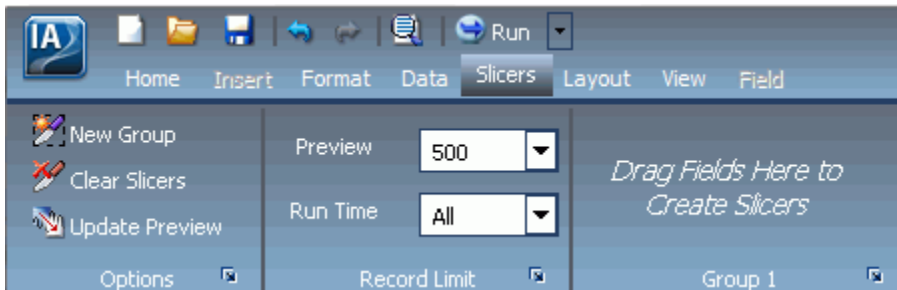 IA
Run
Home Insert Format Data Slicers Layout View Field
New Group
Clear Slicers
Update Preview
Options
Preview 500
Run Time All
Record Limit
Drag Fields Here to
Create Slicers
Group 1